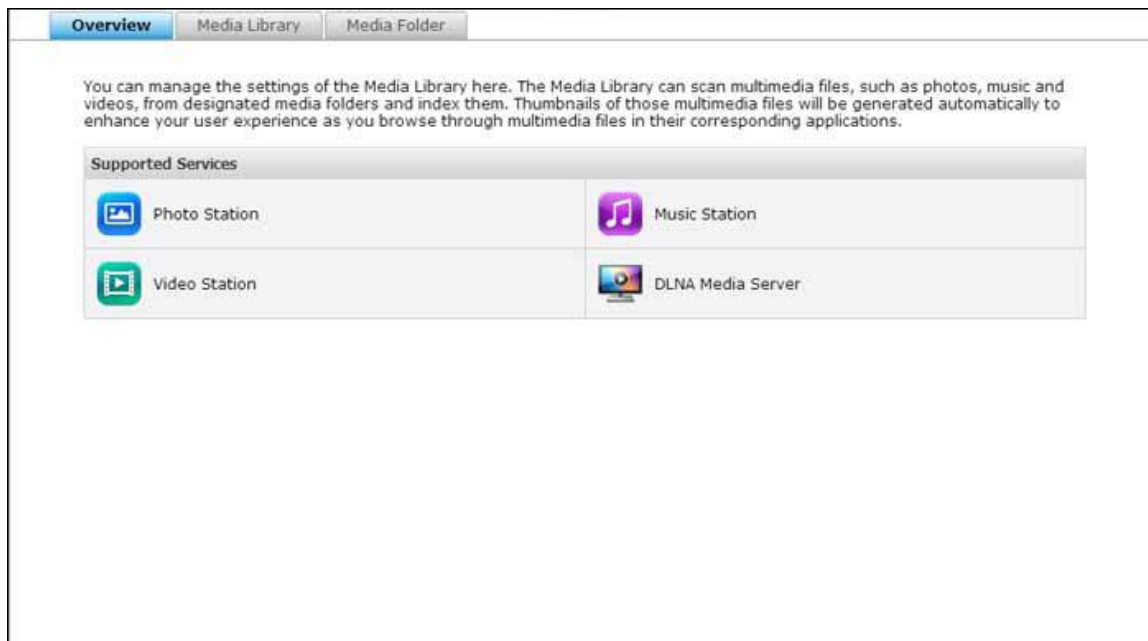 Overview
Media Library
Media Folder
You can manage the settings of the Media Library here. The Media Library can scan multimedia files, such as photos, music and
videos, from designated media folders and index them. Thumbnails of those multimedia files will be generated automatically to
enhance your user experience as you browse through multimedia files in their corresponding applications.
Supported Services
Photo Station
Music Station
Video Station
DLNA Media Server